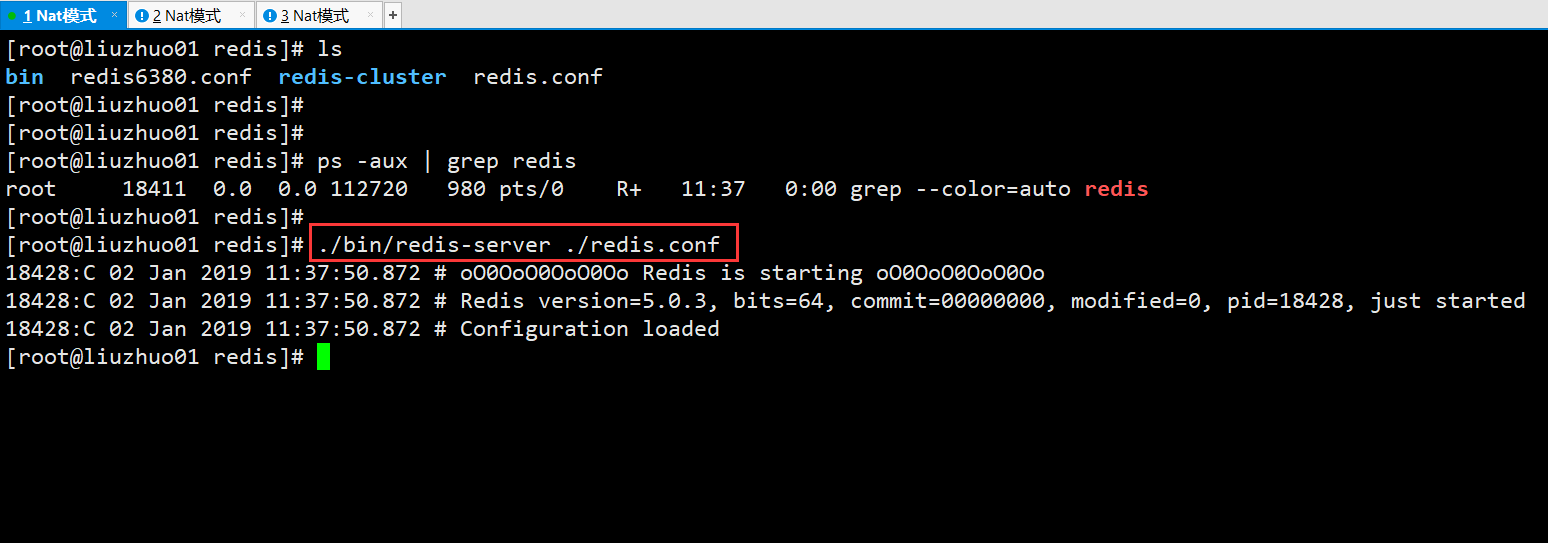 1 Nat模式 × 2 Nat模式 × 3 Nat模式 × +
[root@liuzhuo01 redis]# ls
bin  redis6380.conf  redis-cluster  redis.conf
[root@liuzhuo01 redis]#
[root@liuzhuo01 redis]#
[root@liuzhuo01 redis]# ps -aux | grep redis
root     18411  0.0  0.0 112720   980 pts/0    R+   11:37   0:00 grep --color=auto redis
[root@liuzhuo01 redis]#
[root@liuzhuo01 redis]# ./bin/redis-server ./redis.conf
18428:C 02 Jan 2019 11:37:50.872 # oO0OoO0OoO0Oo Redis is starting oO0OoO0OoO0Oo
18428:C 02 Jan 2019 11:37:50.872 # Redis version=5.0.3, bits=64, commit=00000000, modified=0, pid=18428, just started
18428:C 02 Jan 2019 11:37:50.872 # Configuration loaded
[root@liuzhuo01 redis]#